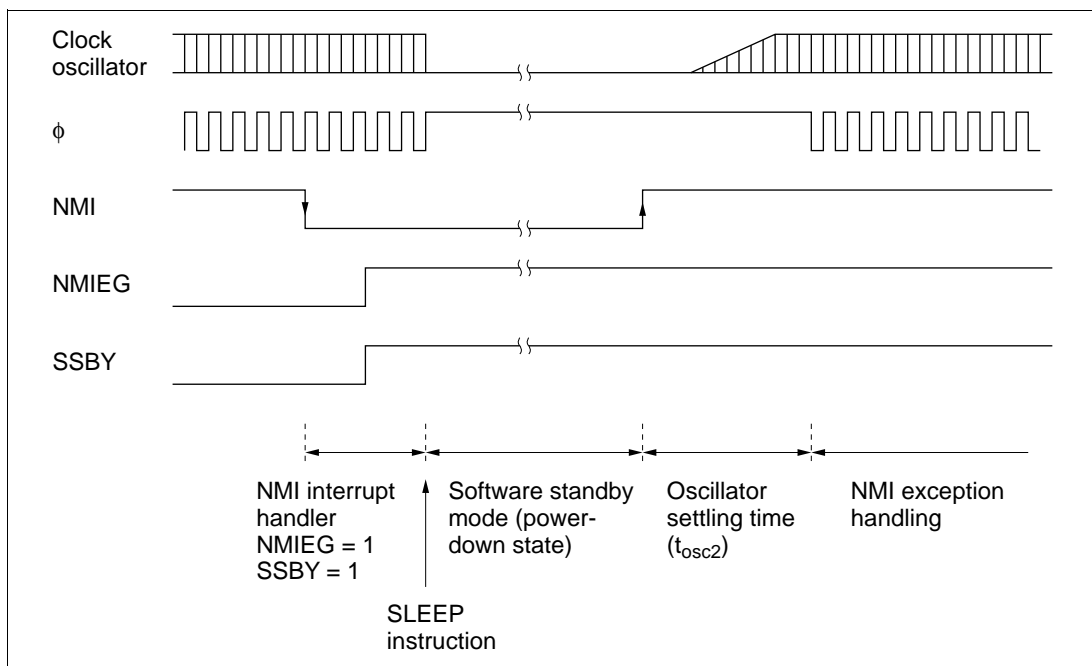 Clock
oscillator
ϕ
NMI
NMIEG
SSBY
NMI interrupt
handler
NMIEG = 1
SSBY = 1
Software standby
mode (power-
down state)
Oscillator
settling time
(tosc2)
NMI exception
handling
SLEEP
instruction